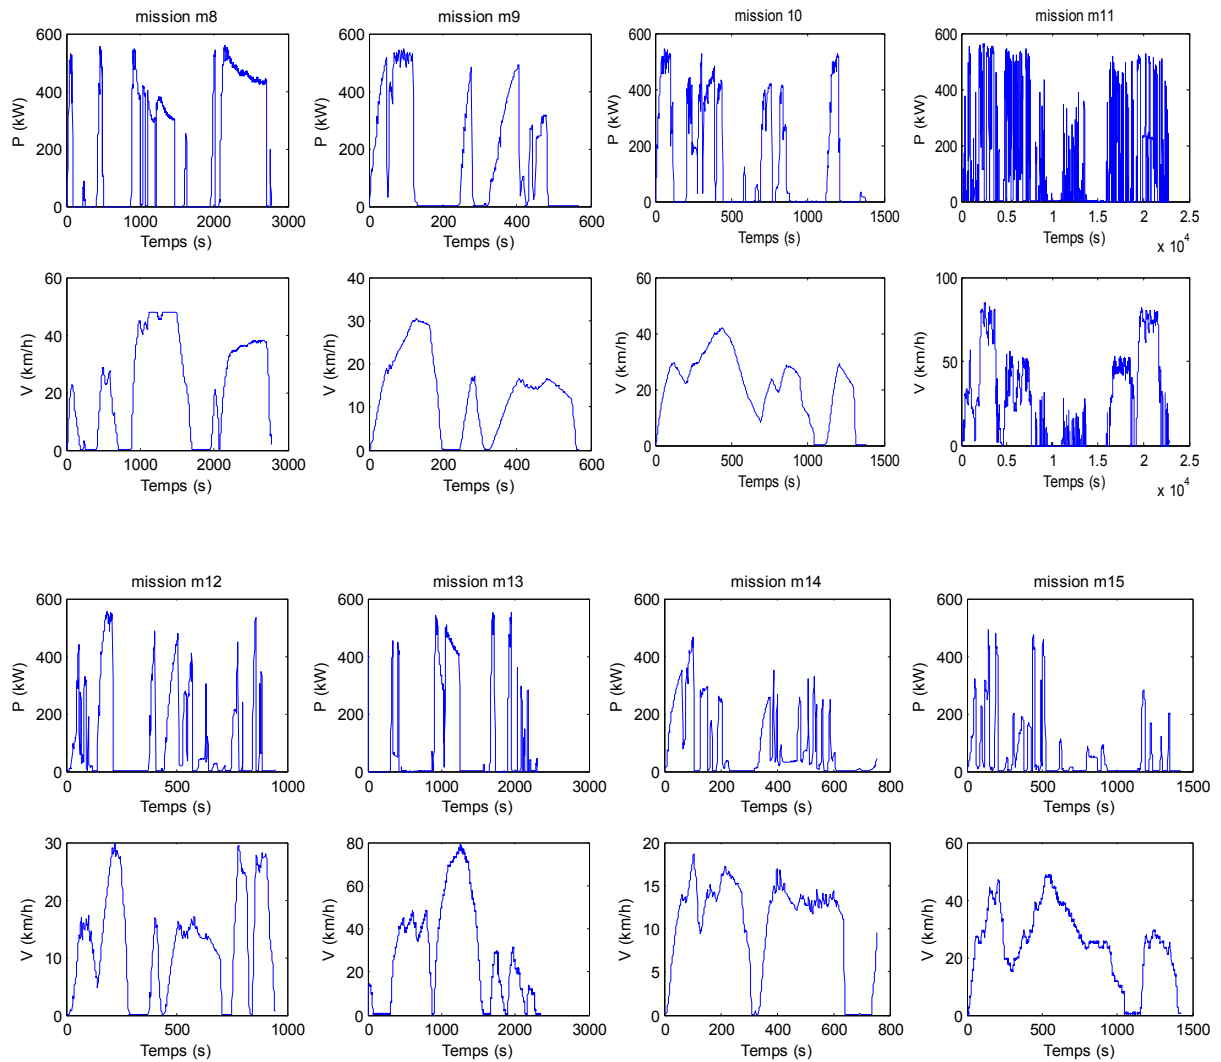 mission m8
mission m9
mission 10
mission m11
600
400
200
0
P (kW)
0 1000 2000 3000
Temps (s)
600
400
200
0
P (kW)
0 200 400 600
Temps (s)
600
400
200
0
P (kW)
0 500 1000 1500
Temps (s)
600
400
200
0
P (kW)
0 0.5 1 1.5 2 2.5
Temps (s)
x 10^4
60
40
20
0
V (km/h)
0 1000 2000 3000
Temps (s)
40
30
20
10
0
V (km/h)
0 200 400 600
Temps (s)
60
40
20
0
V (km/h)
0 500 1000 1500
Temps (s)
100
50
0
V (km/h)
0 0.5 1 1.5 2 2.5
Temps (s)
x 10^4
mission m12
mission m13
mission m14
mission m15
600
400
200
0
P (kW)
0 500 1000
Temps (s)
600
400
200
0
P (kW)
0 1000 2000 3000
Temps (s)
600
400
200
0
P (kW)
0 200 400 600 800
Temps (s)
600
400
200
0
P (kW)
0 500 1000 1500
Temps (s)
30
20
10
0
V (km/h)
0 500 1000
Temps (s)
80
60
40
20
0
V (km/h)
0 1000 2000 3000
Temps (s)
20
15
10
5
0
V (km/h)
0 200 400 600 800
Temps (s)
60
40
20
0
V (km/h)
0 500 1000 1500
Temps (s)